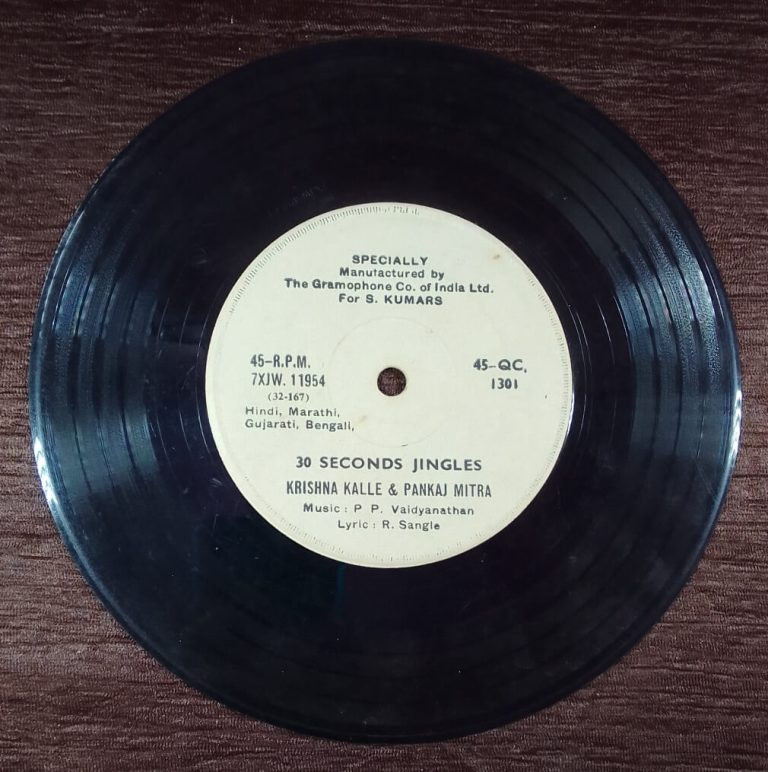 SPECIALLY
Manufactured by
The Gramophone Co. of India Ltd.
For S. KUMARS
45-R.P.M.
7XJW. 11954
(32-167)
Hindi, Marathi,
Gujarati, Bengali,
45-QC,
1301
30 SECONDS JINGLES
KRISHNA KALLE & PANKAJ MITRA
Music : P P. Vaidyanathan
Lyric : R. Sangle